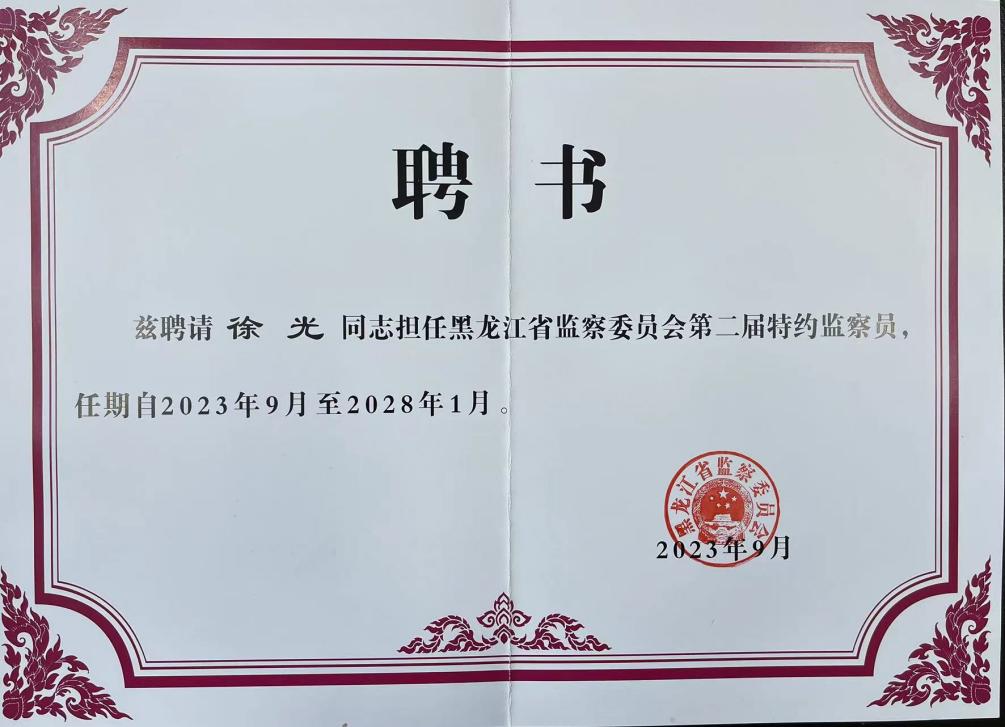 聘书
兹聘请 徐光 同志担任黑龙江省监察委员会第二届特约监察员，
任期自2023年9月至2028年1月。
黑龙江省监察委员会
2023年9月